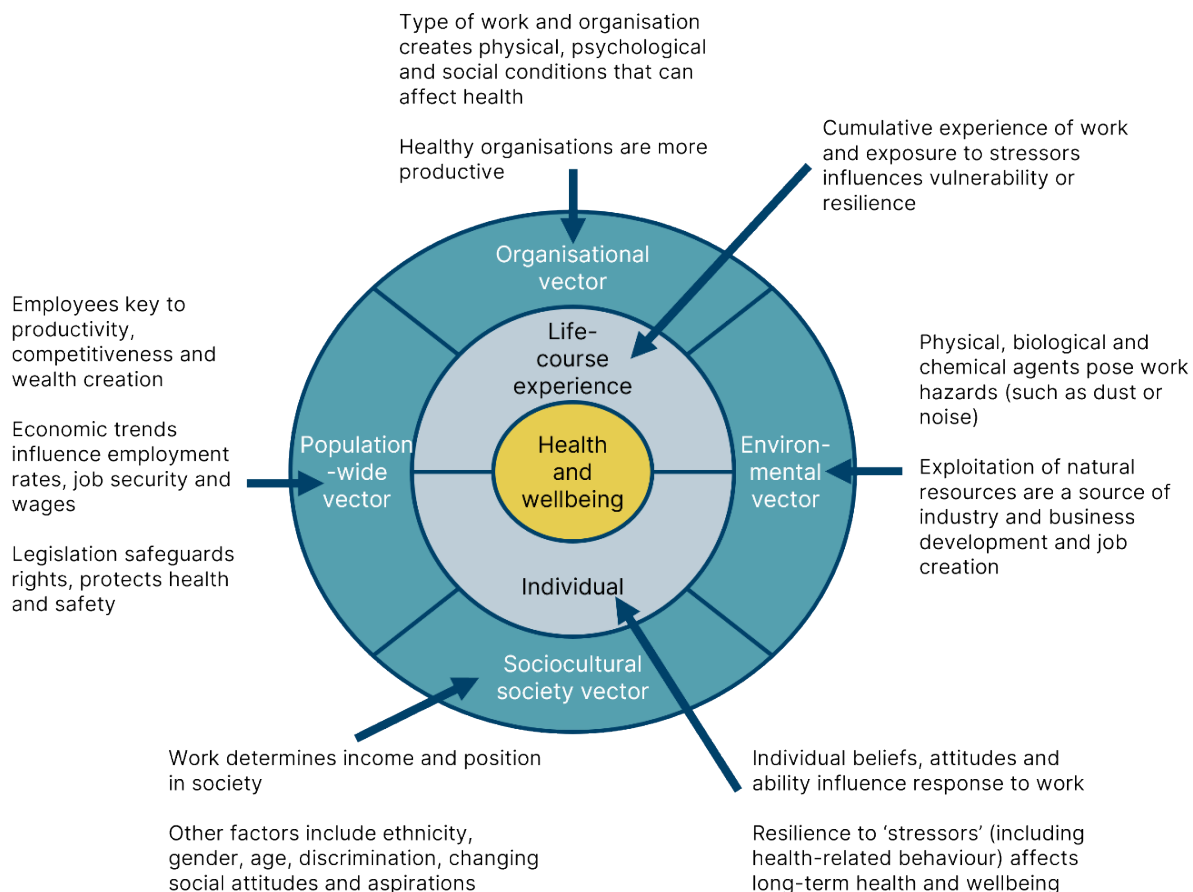 Type of work and organisation
creates physical, psychological
and social conditions that can
affect health
Healthy organisations are more
productive
Cumulative experience of work
and exposure to stressors
influences vulnerability or
resilience
Organisational
vector
Employees key to
productivity,
competitiveness and
wealth creation
Economic trends
influence employment
rates, job security and
wages
Legislation safeguards
rights, protects health
and safety
Life-
course
experience
Physical, biological and
chemical agents pose work
hazards (such as dust or
noise)
Exploitation of natural
resources are a source of
industry and business
development and job
creation
Population
-wide
vector
Health
and
wellbeing
Environ-
mental
vector
Individual
Sociocultural
society vector
Work determines income and position
in society
Other factors include ethnicity,
gender, age, discrimination, changing
social attitudes and aspirations
Individual beliefs, attitudes and
ability influence response to work
Resilience to ‘stressors’ (including
health-related behaviour) affects
long-term health and wellbeing